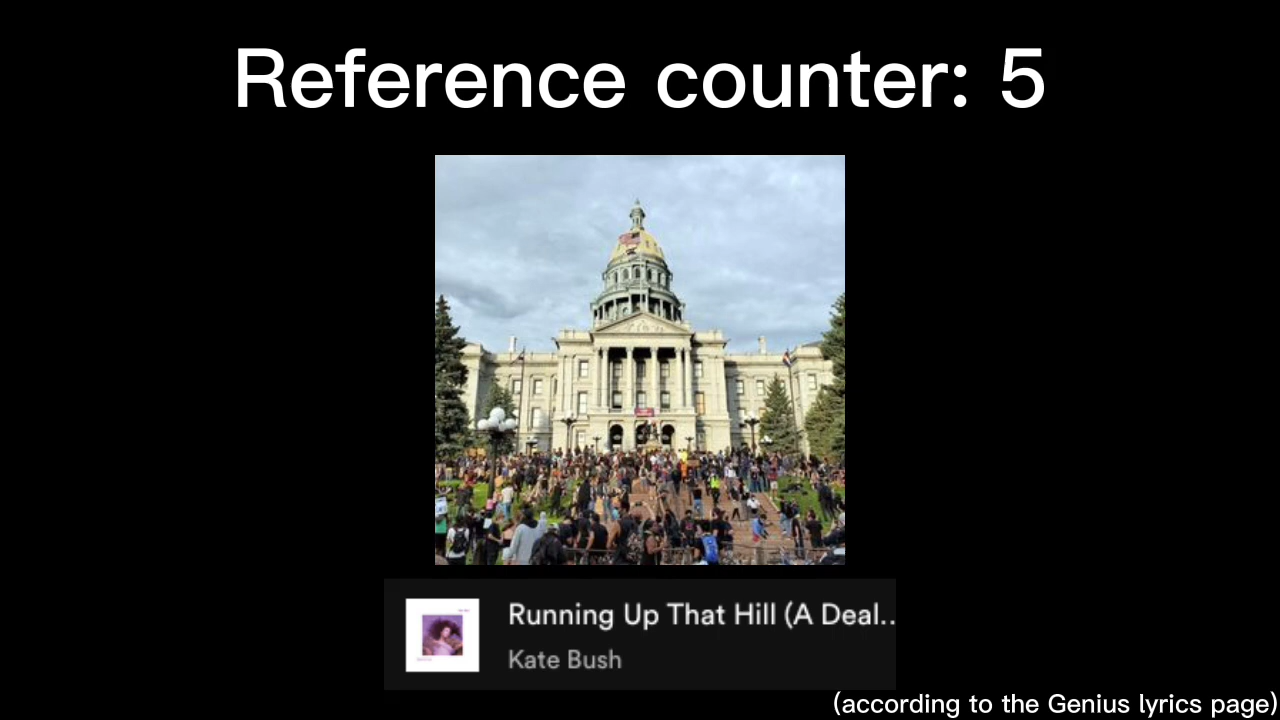 Reference counter: 5
Running Up That Hill (A Deal..
Kate Bush
(according to the Genius lyrics page)